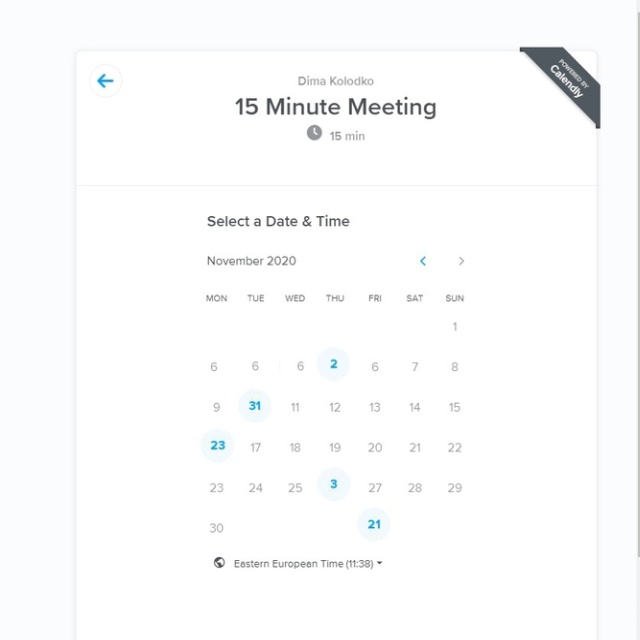 Dima Kolodko
15 Minute Meeting
15 min
POWERED BY
Calendly
Select a Date & Time
November 2020
MON TUE WED THU FRI SAT SUN
1
6 6 6 2 6 7 8
9 31 11 12 13 14 15
23 17 18 19 20 21 22
23 24 25 3 27 28 29
30 21
Eastern European Time (11:38)